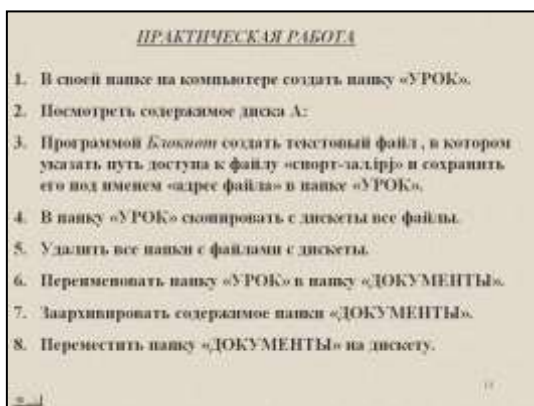 ПРАКТИЧЕСКАЯ РАБОТА
1. В своей папке на компьютере создать папку «УРОК».
2. Посмотреть содержимое диска А:
3. Программой Блокнот создать текстовый файл , в котором
указать путь доступа к файлу «спорт-зал.jpj» и сохранить
его под именем «адрес файла» в папке «УРОК».
4. В папку «УРОК» скопировать с дискеты все файлы.
5. Удалить все папки с файлами с дискеты.
6. Переименовать папку «УРОК» в папку «ДОКУМЕНТЫ».
7. Заархивировать содержимое папки «ДОКУМЕНТЫ».
8. Переместить папку «ДОКУМЕНТЫ» на дискету.